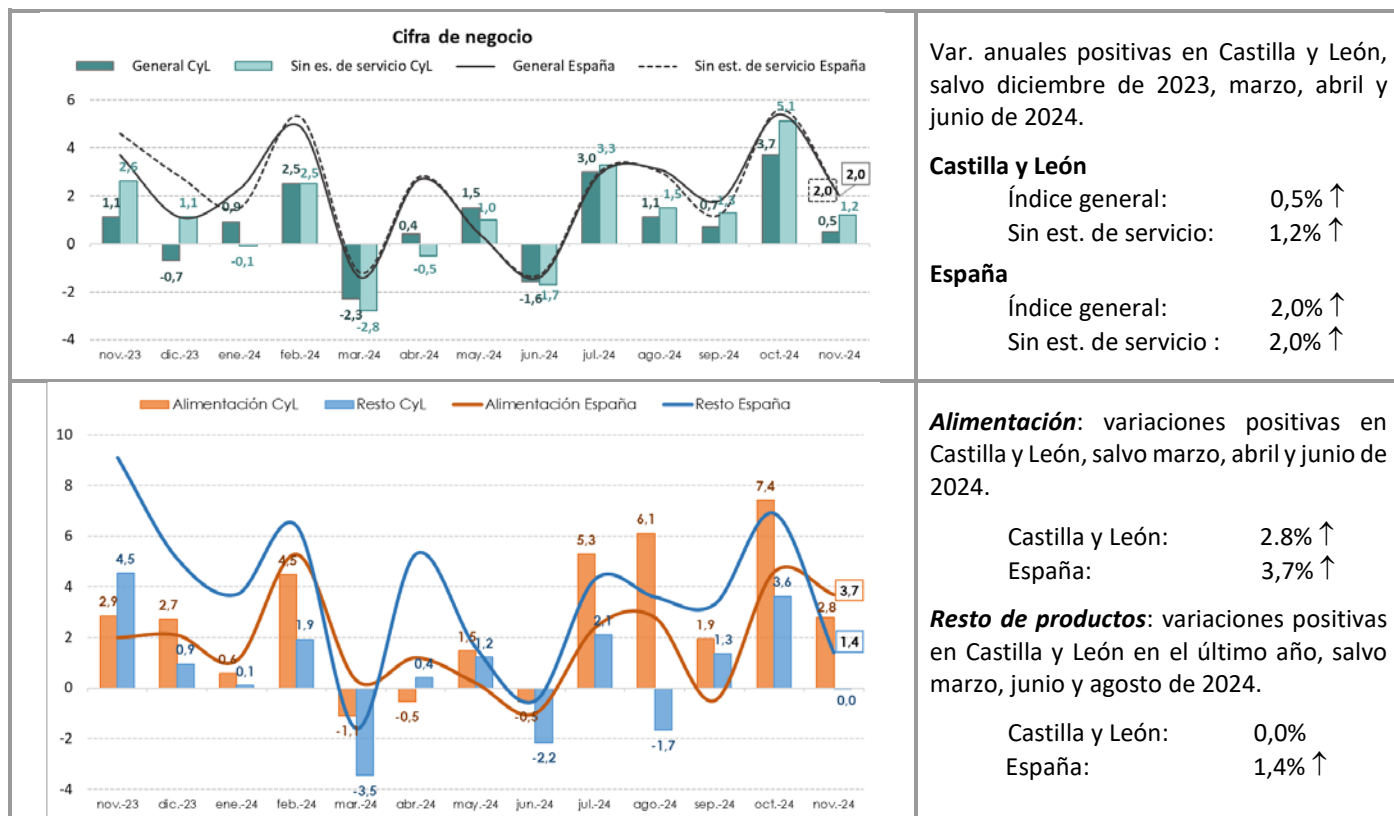 Cifra de negocio
General CyL Sin es. de servicio CyL General España Sin est. de servicio España
6
4
2
0
-2
-4
1,1 2,6 -0,7 1,1 0,9 -0,1 2,5 2,5 -2,3 -2,8 0,4 -0,5 1,5 1,0 -1,6 -1,7 3,0 3,3 1,1 1,5 0,7 1,3 3,7 5,1 0,5 1,2 2,0 2,0
nov.-23 dic.-23 ene.-24 feb.-24 mar.-24 abr.-24 may.-24 jun.-24 jul.-24 ago.-24 sep.-24 oct.-24 nov.-24
Var. anuales positivas en Castilla y León,
salvo diciembre de 2023, marzo, abril y
junio de 2024.
Castilla y León
Índice general: 0,5% ↑
Sin est. de servicio: 1,2% ↑
España
Índice general: 2,0% ↑
Sin est. de servicio : 2,0% ↑
Alimentación CyL Resto CyL Alimentación España Resto España
10
8
6
4
2
0
-2
-4
2,9 4,5 2,7 0,9 0,6 0,1 4,5 1,9 -1,1 -3,5 -0,5 0,4 1,5 1,2 -0,5 -2,2 5,3 2,1 6,1 -1,7 1,9 1,3 7,4 3,6 2,8 0,0 3,7 1,4
nov.-23 dic.-23 ene.-24 feb.-24 mar.-24 abr.-24 may.-24 jun.-24 jul.-24 ago.-24 sep.-24 oct.-24 nov.-24
Alimentación: variaciones positivas en
Castilla y León, salvo marzo, abril y junio de
2024.
Castilla y León: 2.8% ↑
España: 3,7% ↑
Resto de productos: variaciones positivas
en Castilla y León en el último año, salvo
marzo, junio y agosto de 2024.
Castilla y León: 0,0%
España: 1,4% ↑